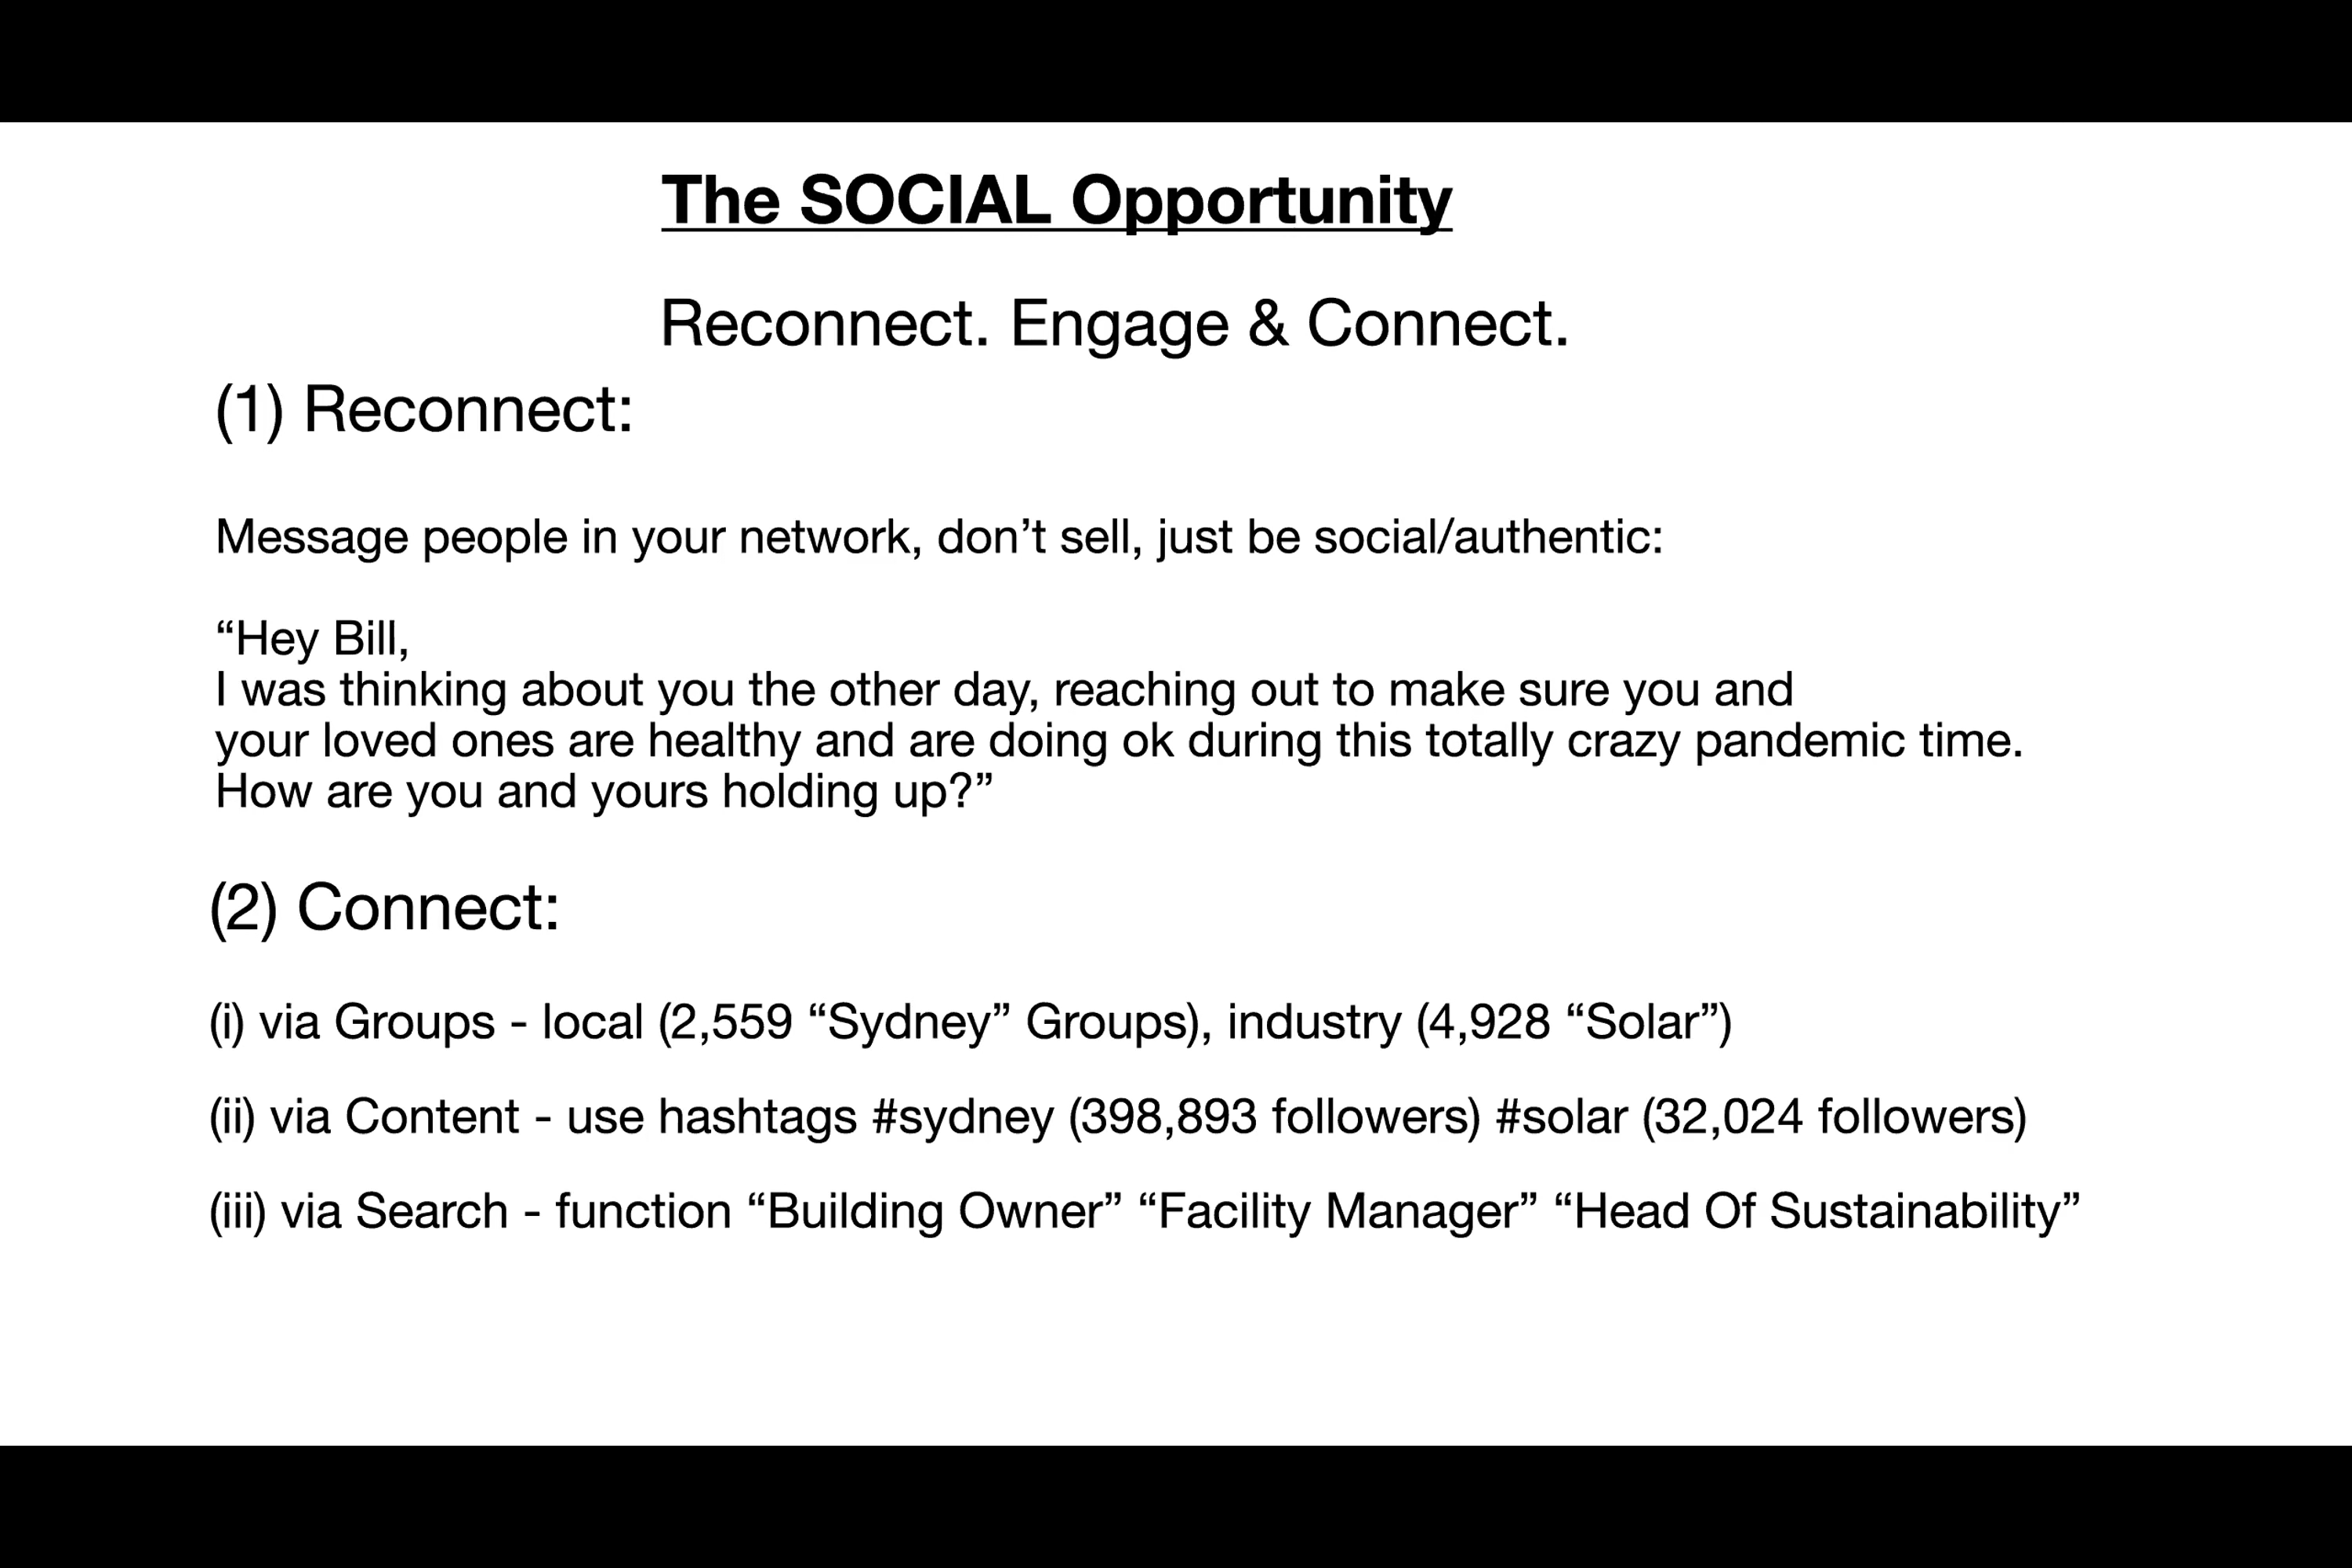 The SOCIAL Opportunity
Reconnect. Engage & Connect.
(1) Reconnect:
Message people in your network, don’t sell, just be social/authentic:
“Hey Bill,
I was thinking about you the other day, reaching out to make sure you and
your loved ones are healthy and are doing ok during this totally crazy pandemic time.
How are you and yours holding up?”
(2) Connect:
(i) via Groups - local (2,559 “Sydney” Groups), industry (4,928 “Solar”)
(ii) via Content - use hashtags #sydney (398,893 followers) #solar (32,024 followers)
(iii) via Search - function “Building Owner” “Facility Manager” “Head Of Sustainability”